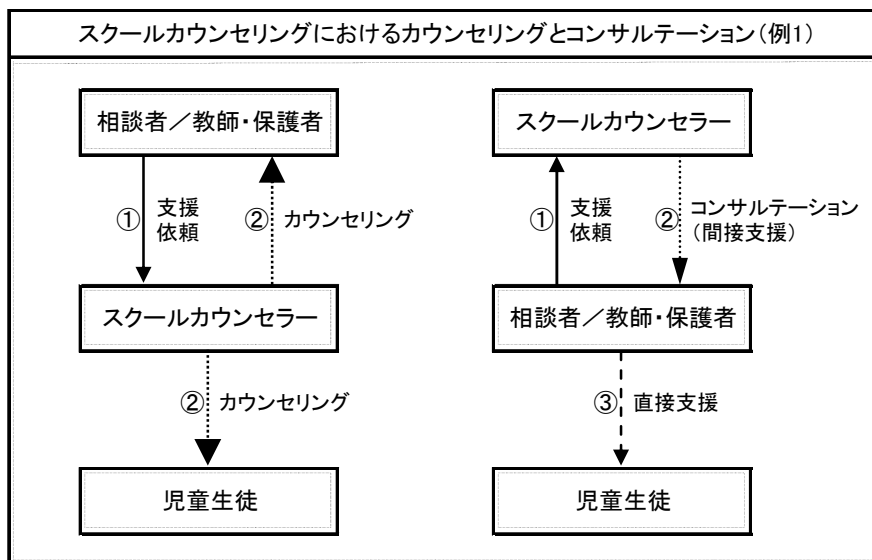 スクールカウンセリングにおけるカウンセリングとコンサルテーション(例1)
相談者／教師・保護者
① 支援
依頼
② カウンセリング
スクールカウンセラー
② カウンセリング
児童生徒
スクールカウンセラー
① 支援
依頼
② コンサルテーション
(間接支援)
相談者／教師・保護者
③ 直接支援
児童生徒